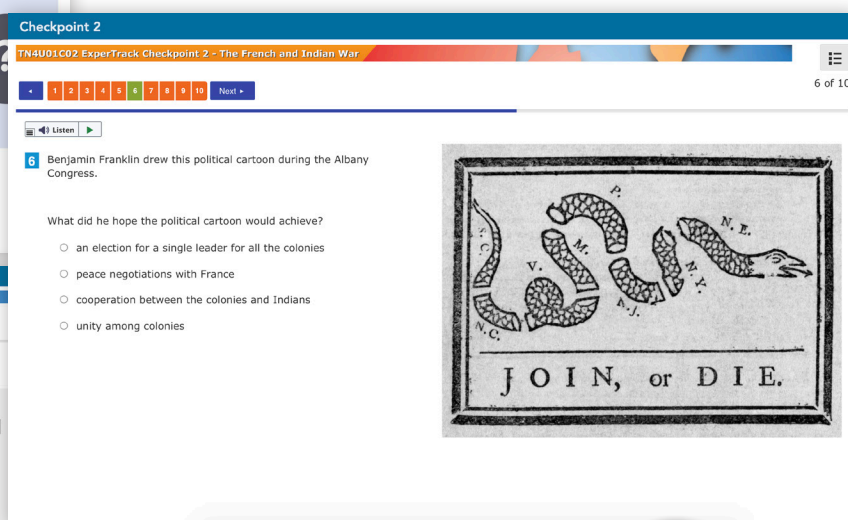 Checkpoint 2
TN4U01C02 ExperTrack Checkpoint 2 - The French and Indian War
1 2 3 4 5 6 7 8 9 10 Next
6 of 10
Listen
6 Benjamin Franklin drew this political cartoon during the Albany
Congress.
What did he hope the political cartoon would achieve?
an election for a single leader for all the colonies
peace negotiations with France
cooperation between the colonies and Indians
unity among colonies
S. C.
N. C.
V.
M.
P.
N. J.
N. Y.
N. E.
JOIN, or DIE.